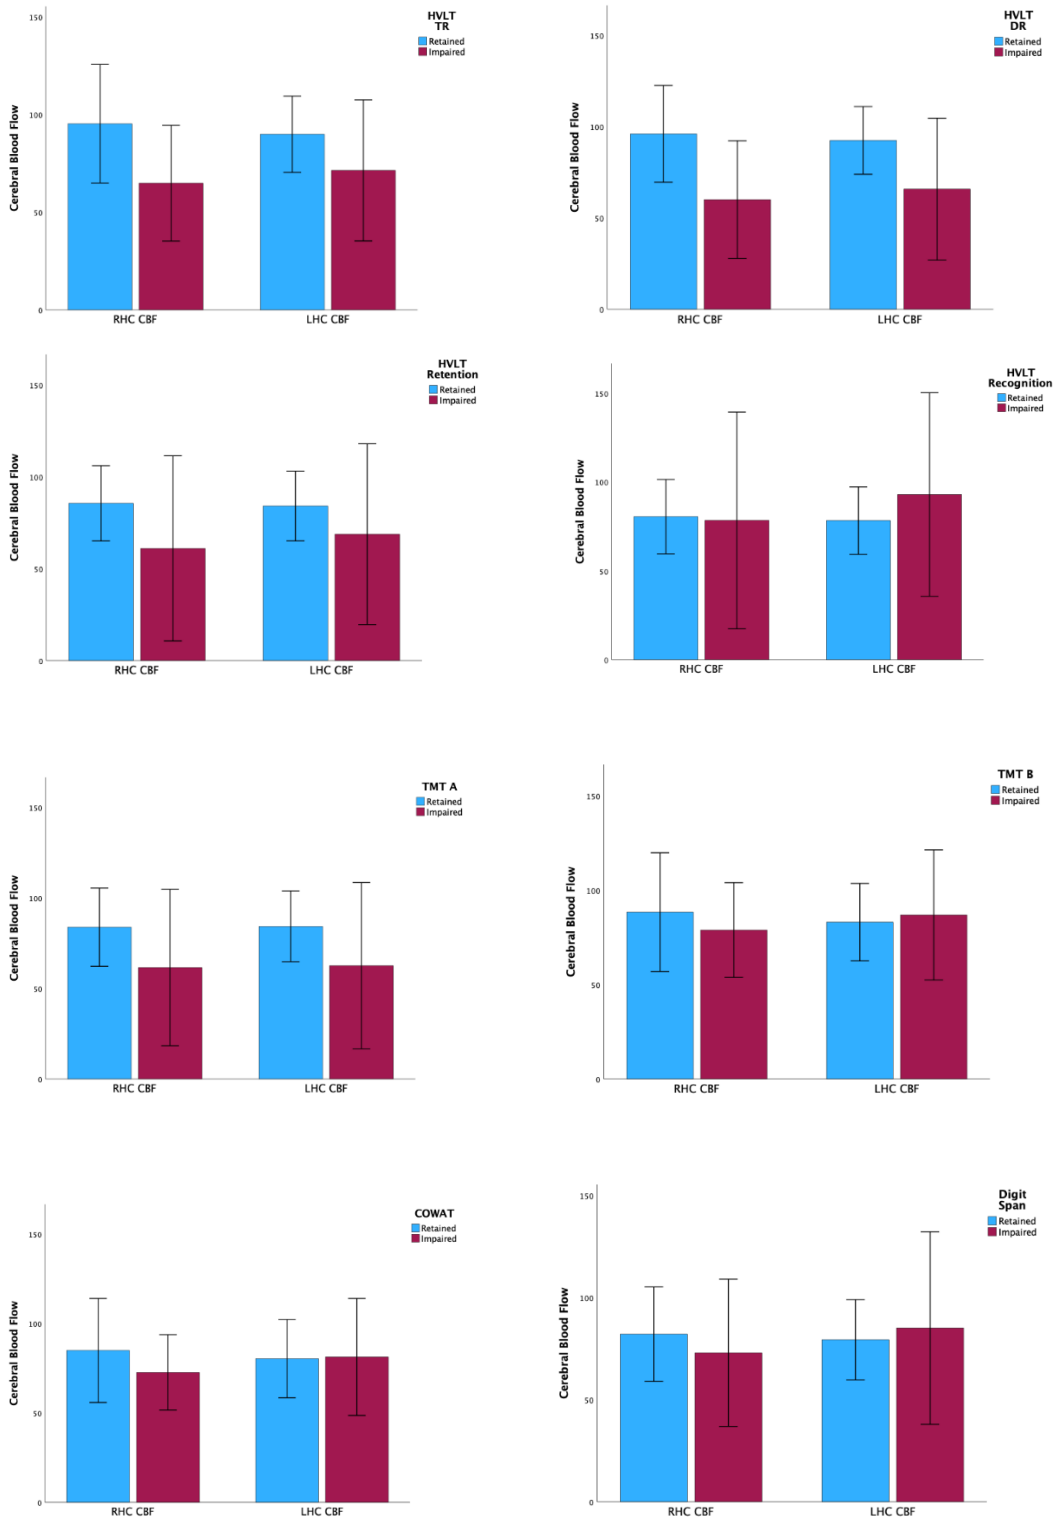 HVLT
TR
Retained
Impaired
Cerebral Blood Flow
150
100
50
0
RHC CBF
LHC CBF
HVLT
DR
Retained
Impaired
Cerebral Blood Flow
150
100
50
0
RHC CBF
LHC CBF
HVLT
Retention
Retained
Impaired
Cerebral Blood Flow
150
100
50
0
RHC CBF
LHC CBF
HVLT
Recognition
Retained
Impaired
Cerebral Blood Flow
150
100
50
0
RHC CBF
LHC CBF
TMT A
Retained
Impaired
Cerebral Blood Flow
150
100
50
0
RHC CBF
LHC CBF
TMT B
Retained
Impaired
Cerebral Blood Flow
150
100
50
0
RHC CBF
LHC CBF
COWAT
Retained
Impaired
Cerebral Blood Flow
150
100
50
0
RHC CBF
LHC CBF
Digit
Span
Retained
Impaired
Cerebral Blood Flow
150
100
50
0
RHC CBF
LHC CBF